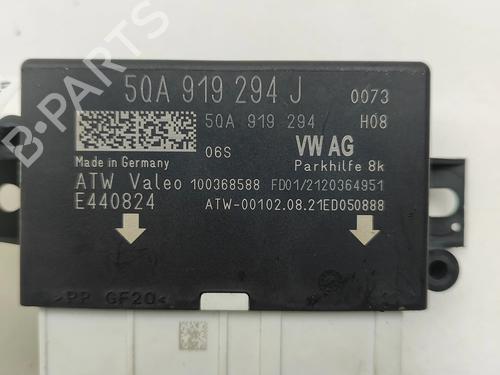 5QA 919 294 J 0073
5QA 919 294 H08
06S VW AG
Made in Germany Parkhilfe 8k
ATW Valeo 100368588 FD01/2120364951
E440824 ATW-00102.08.21ED050888
>PP GF20<
B-PARTS